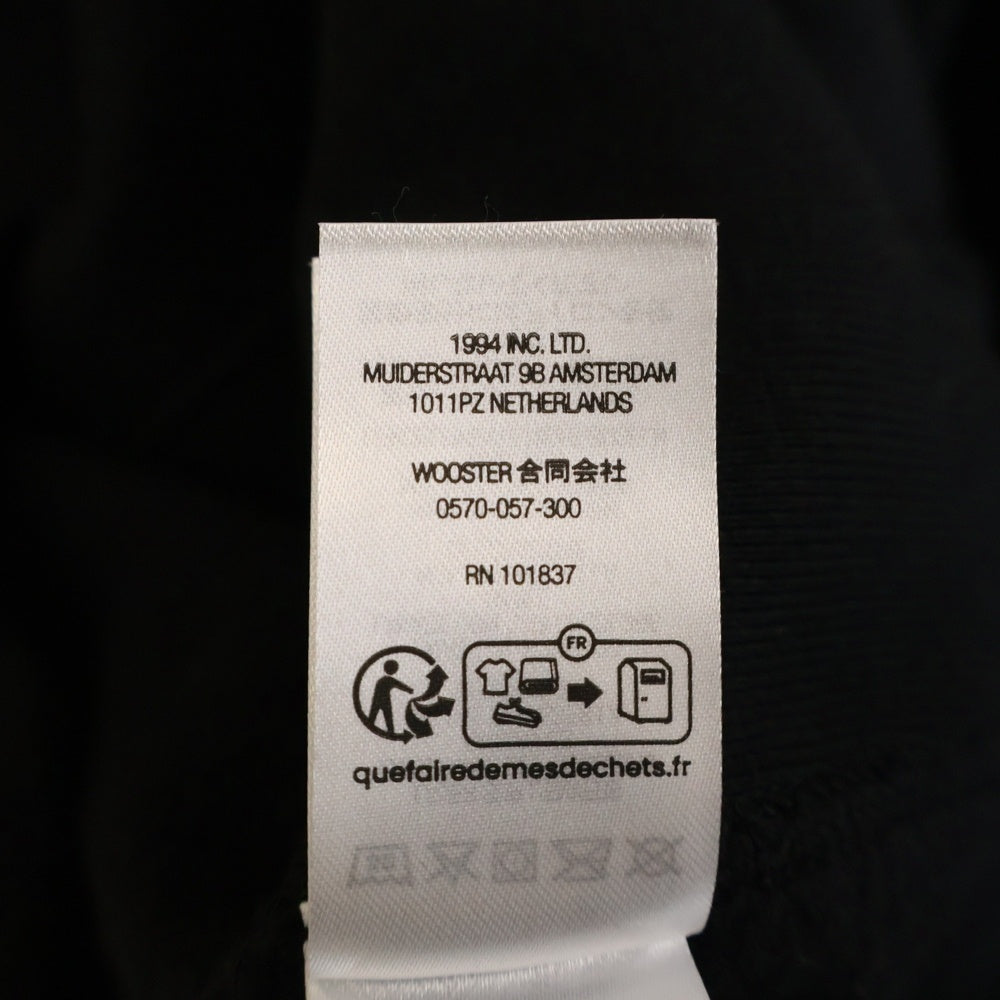 1994 INC. LTD.
MUIDERSTRAAT 9B AMSTERDAM
1011PZ NETHERLANDS
WOOSTER 合同会社
0570-057-300
RN 101837
FR
quefairedemesdechets.fr